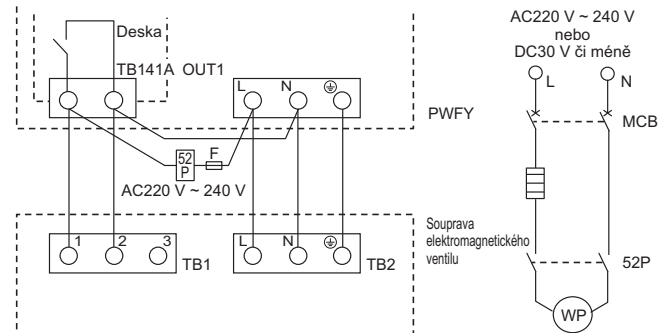 Deska
TB141A OUT1
L N
52
P
F
AC220 V ~ 240 V
1 2 3
TB1
L N
TB2
PWFY
Souprava
elektromagnetického
ventilu
AC220 V ~ 240 V
nebo
DC30 V či méně
L N
MCB
52P
WP